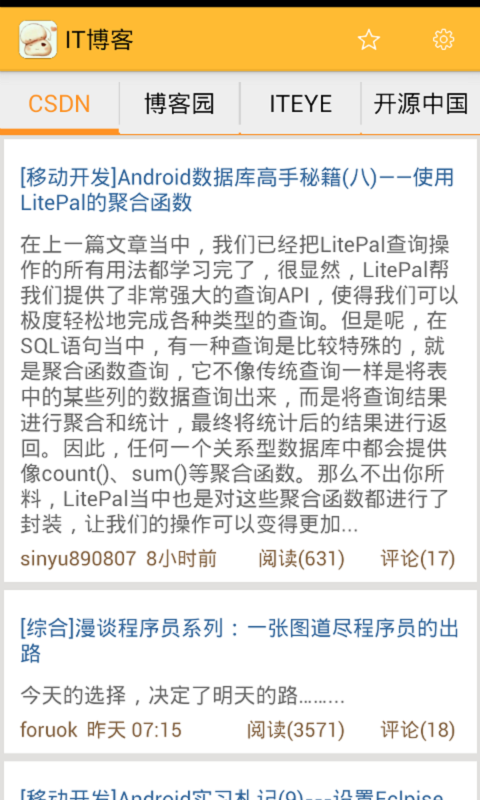 IT博客
CSDN 博客园 ITEYE 开源中国
[移动开发]Android数据库高手秘籍(八)——使用
LitePal的聚合函数
在上一篇文章当中，我们已经把LitePal查询操
作的所有用法都学习完了，很显然，LitePal帮
我们提供了非常强大的查询API，使得我们可以
极度轻松地完成各种类型的查询。但是呢，在
SQL语句当中，有一种查询是比较特殊的，就
是聚合函数查询，它不像传统查询一样是将表
中的某些列的数据查询出来，而是将查询结果
进行聚合和统计，最终将统计后的结果进行返
回。因此，任何一个关系型数据库中都会提供
像count()、sum()等聚合函数。那么不出你所
料，LitePal当中也是对这些聚合函数都进行了
封装，让我们的操作可以变得更加...
sinyu890807 8小时前 阅读(631) 评论(17)
[综合]漫谈程序员系列：一张图道尽程序员的出
路
今天的选择，决定了明天的路……...
foruok 昨天 07:15 阅读(3571) 评论(18)
[移动开发]Android实习札记(9)---设置Eclpise